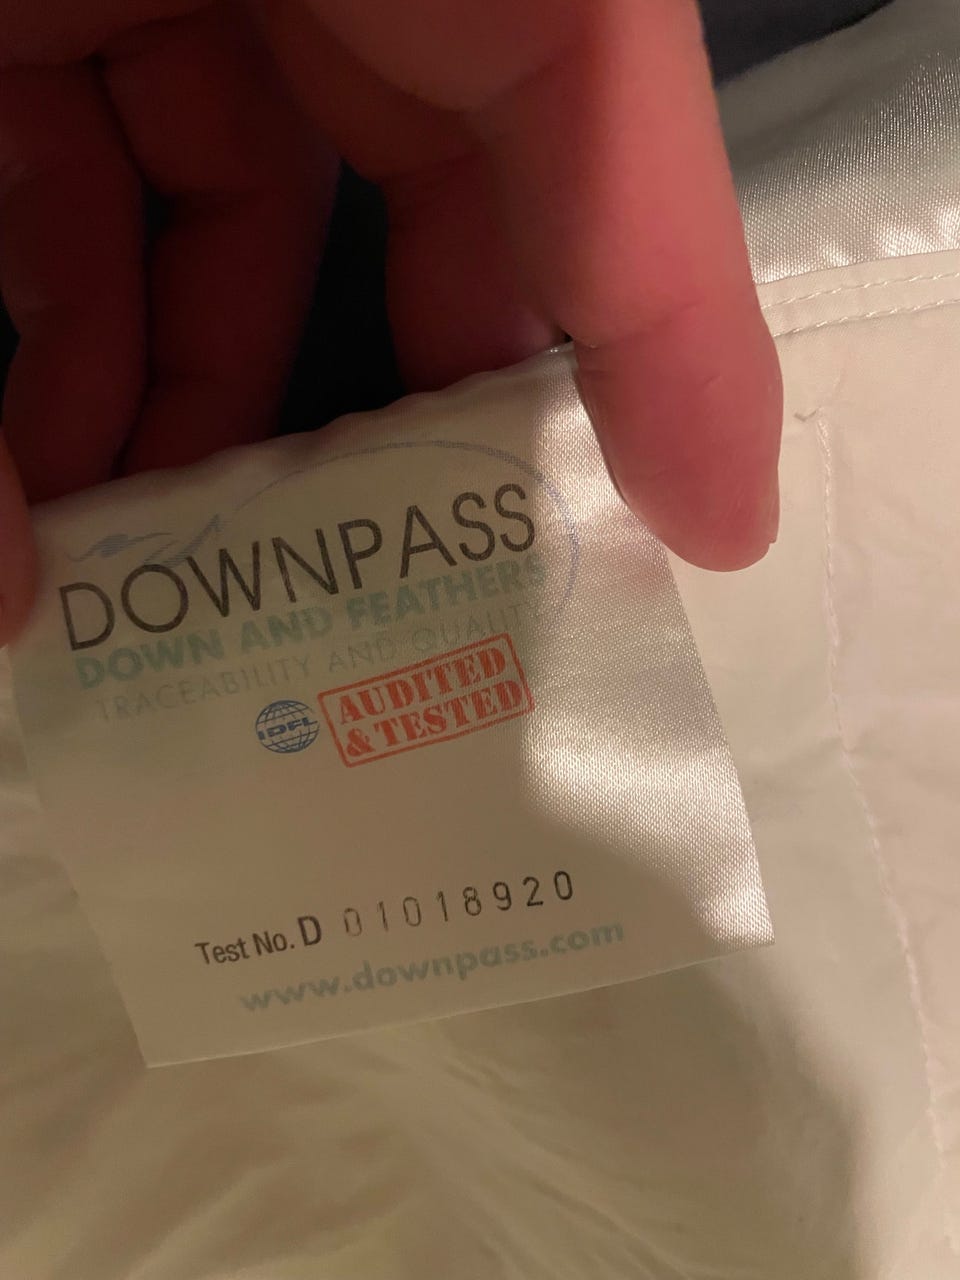 DOWNPASS
DOWN AND FEATHERS
TRACEABILITY AND QUALITY
IDFL
AUDITED
& TESTED
Test No. D 01018920
www.downpass.com